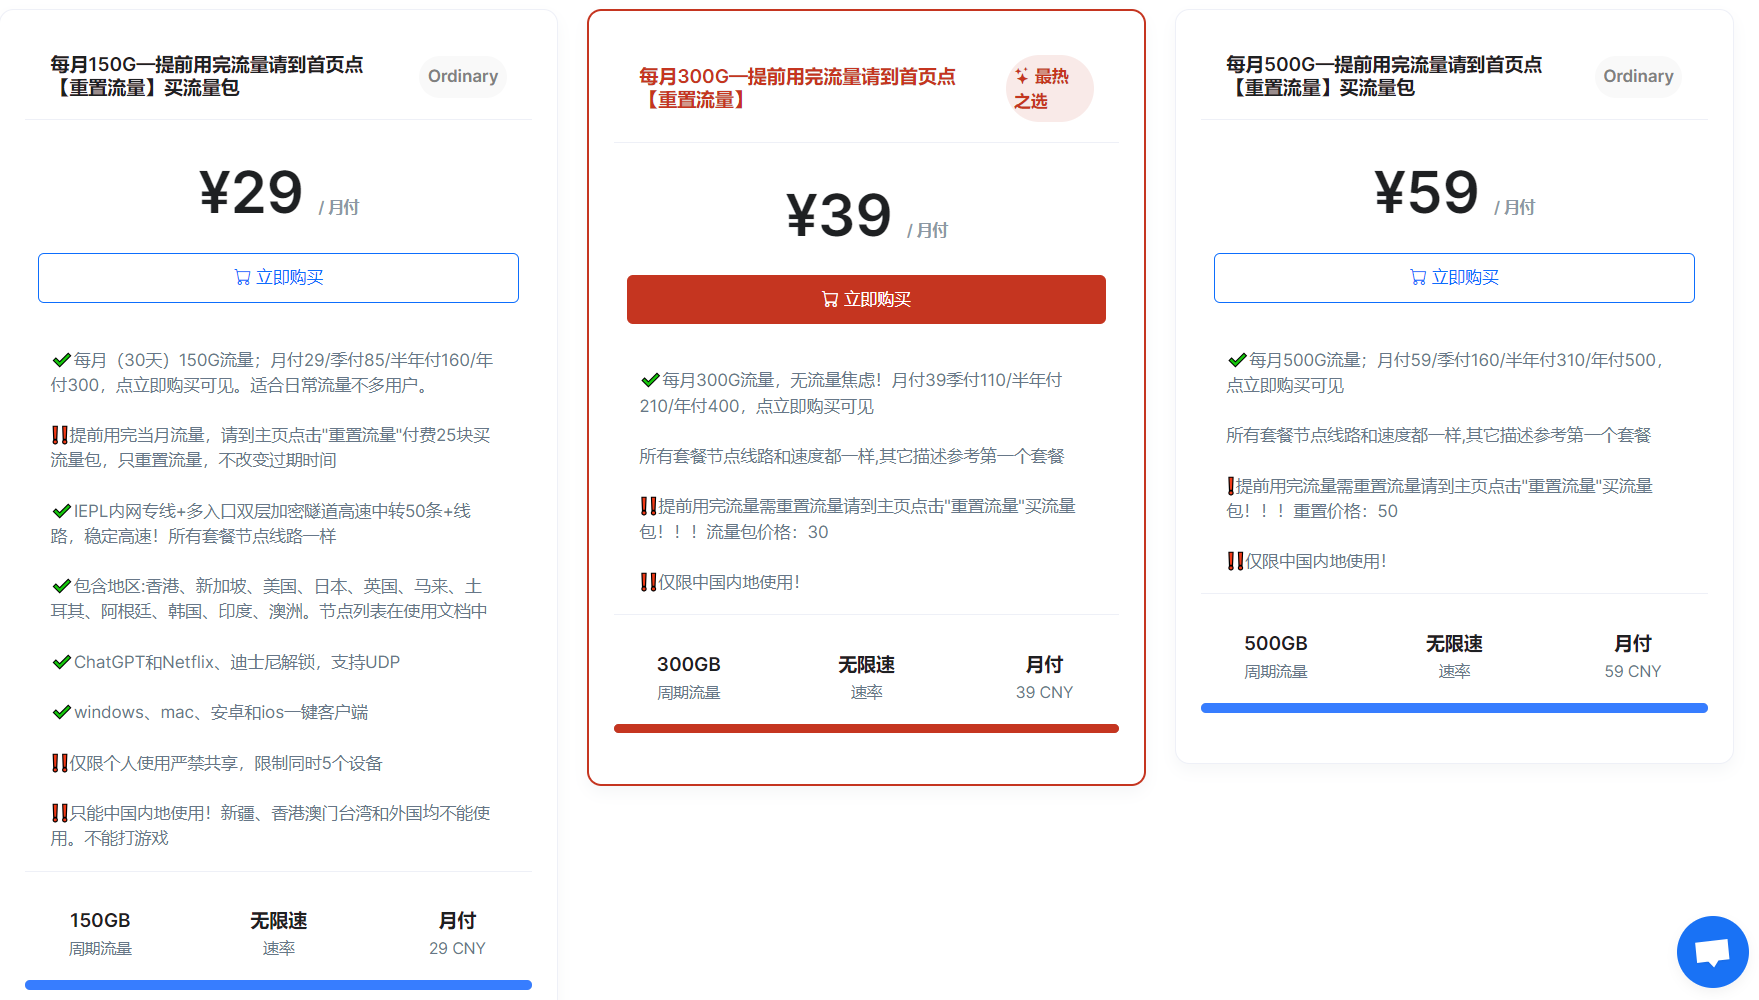 每月150G—提前用完流量请到首页点
【重置流量】买流量包
Ordinary
¥29 / 月付
立即购买
每月（30天）150G流量；月付29/季付85/半年付160/年
付300，点立即购买可见。适合日常流量不多用户。
‼️提前用完当月流量，请到主页点击"重置流量"付费25块买
流量包，只重置流量，不改变过期时间
IEPL内网专线+多入口双层加密隧道高速中转50条+线
路，稳定高速！所有套餐节点线路一样
包含地区:香港、新加坡、美国、日本、英国、马来、土
耳其、阿根廷、韩国、印度、澳洲。节点列表在使用文档中
ChatGPT和Netflix、迪士尼解锁，支持UDP
windows、mac、安卓和ios一键客户端
‼️仅限个人使用严禁共享，限制同时5个设备
‼️只能中国内地使用！新疆、香港澳门台湾和外国均不能使
用。不能打游戏
150GB 无限速 月付
周期流量 速率 29 CNY
每月300G—提前用完流量请到首页点
【重置流量】
最热
之选
¥39 / 月付
立即购买
每月300G流量，无流量焦虑！月付39季付110/半年付
210/年付400，点立即购买可见
所有套餐节点线路和速度都一样,其它描述参考第一个套餐
‼️提前用完流量需重置流量请到主页点击"重置流量"买流量
包！！！流量包价格：30
‼️仅限中国内地使用！
300GB 无限速 月付
周期流量 速率 39 CNY
每月500G—提前用完流量请到首页点
【重置流量】买流量包
Ordinary
¥59 / 月付
立即购买
每月500G流量；月付59/季付160/半年付310/年付500，
点立即购买可见
所有套餐节点线路和速度都一样,其它描述参考第一个套餐
❗提前用完流量需重置流量请到主页点击"重置流量"买流量
包！！！重置价格：50
‼️仅限中国内地使用！
500GB 无限速 月付
周期流量 速率 59 CNY